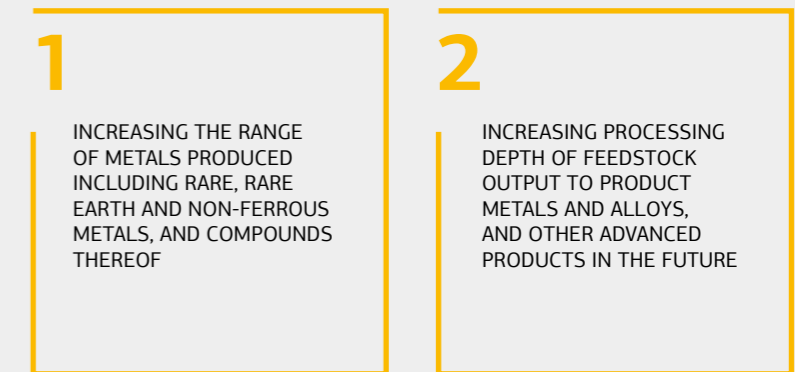 1
INCREASING THE RANGE
OF METALS PRODUCED
INCLUDING RARE, RARE
EARTH AND NON-FERROUS
METALS, AND COMPOUNDS
THEREOF
2
INCREASING PROCESSING
DEPTH OF FEEDSTOCK
OUTPUT TO PRODUCT
METALS AND ALLOYS,
AND OTHER ADVANCED
PRODUCTS IN THE FUTURE